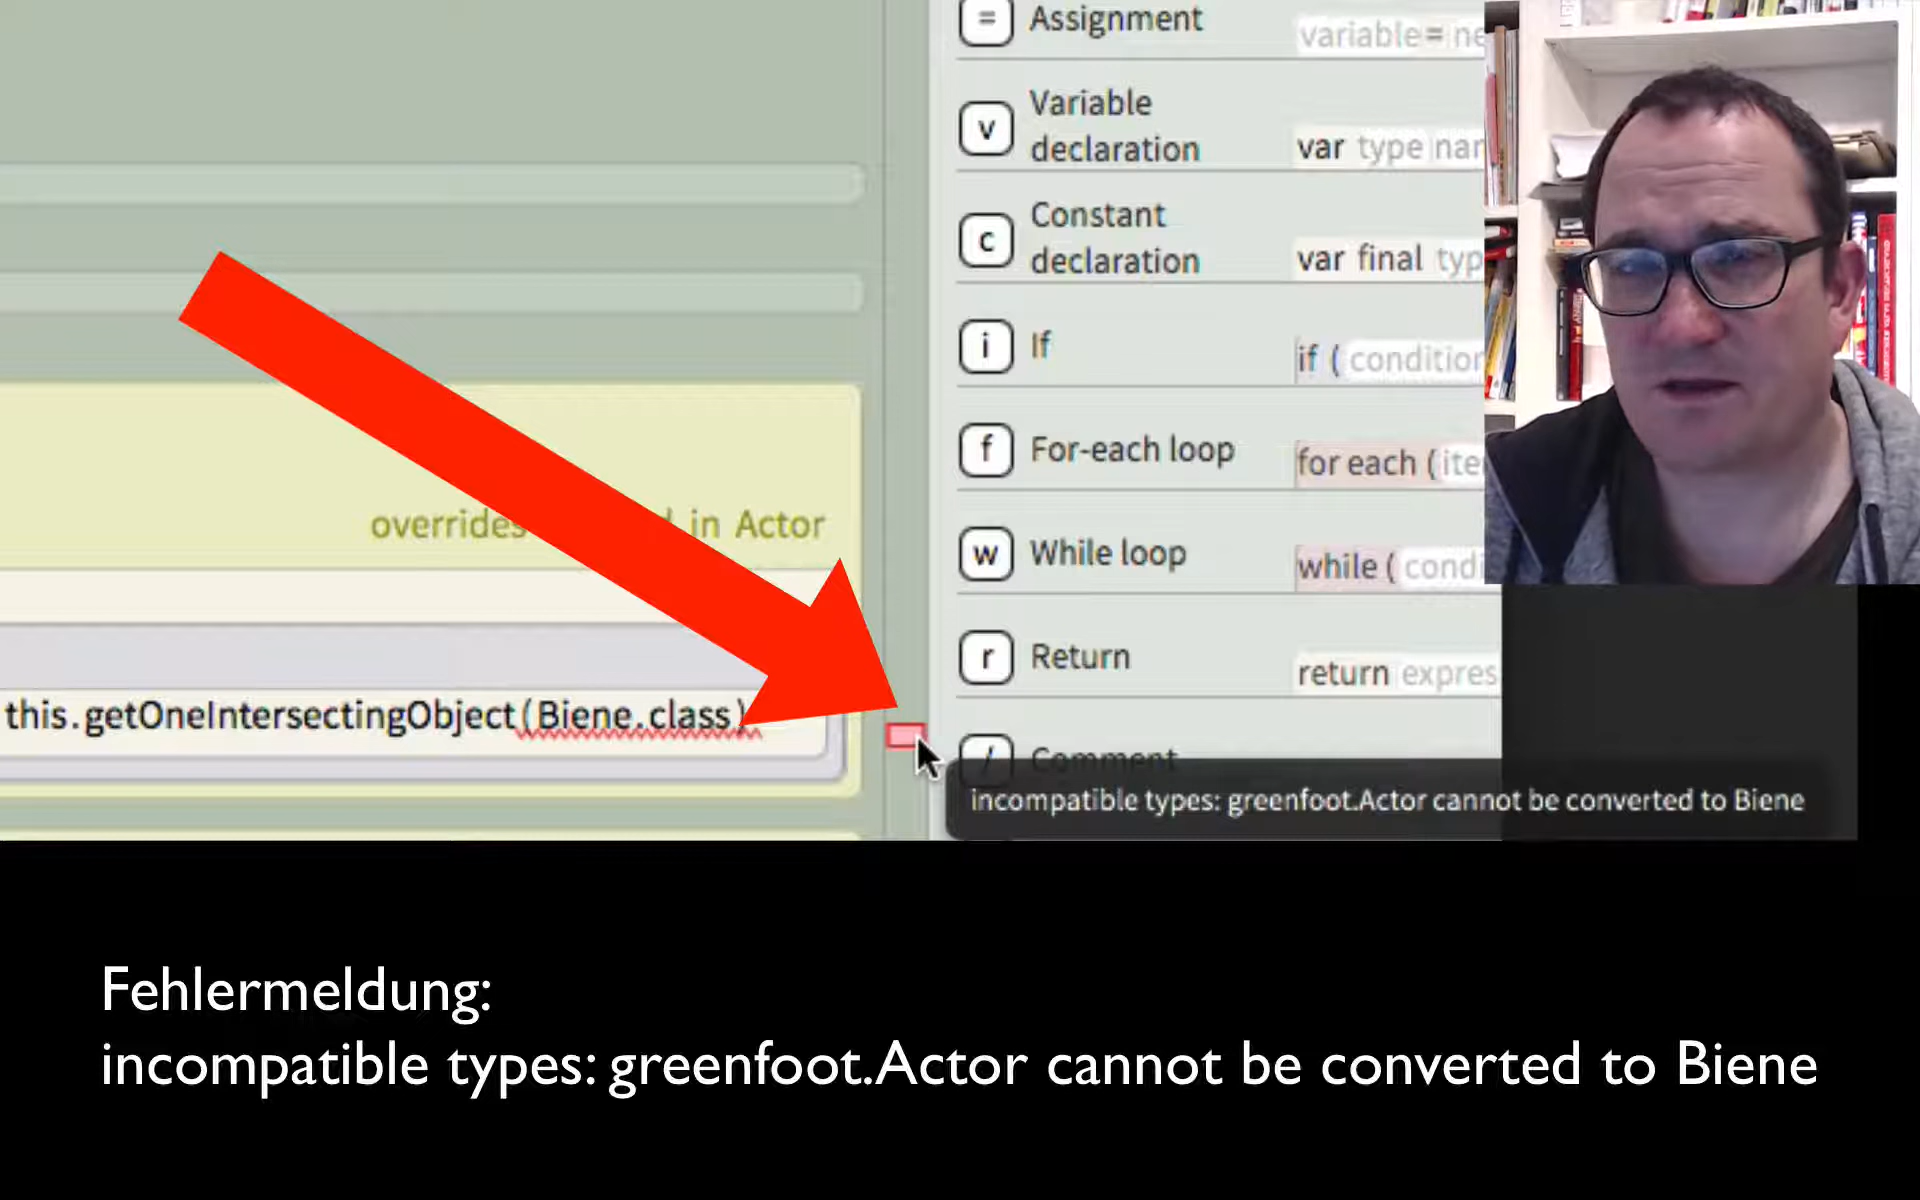 = Assignment variable = ne
v Variable declaration var type nar
c Constant declaration var final typ
i If if ( condition
overrides in Actor
f For-each loop for each ( ite
w While loop while ( condi
r Return return expres
this.getOneIntersectingObject(Biene.class)
/ Comment
incompatible types: greenfoot.Actor cannot be converted to Biene
Fehlermeldung:
incompatible types: greenfoot.Actor cannot be converted to Biene